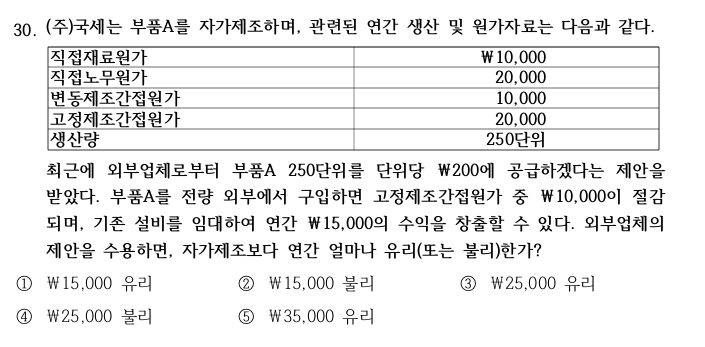 30. (주)국세는 부품A를 자가제조하며, 관련된 연간 생산 및 원가자료는 다음과 같다.
직접재료원가 ₩10,000
직접노무원가 20,000
변동제조간접원가 10,000
고정제조간접원가 20,000
생산량 250단위
최근에 외부업체로부터 부품A 250단위를 단위당 ₩200에 공급하겠다는 제안을
받았다. 부품A를 전량 외부에서 구입하면 고정제조간접원가 중 ₩10,000이 절감
되며, 기존 설비를 임대하여 연간 ₩15,000의 수익을 창출할 수 있다. 외부업체의
제안을 수용하면, 자가제조보다 연간 얼마나 유리(또는 불리)한가?
① ₩15,000 유리 ② ₩15,000 불리 ③ ₩25,000 유리
④ ₩25,000 불리 ⑤ ₩35,000 유리